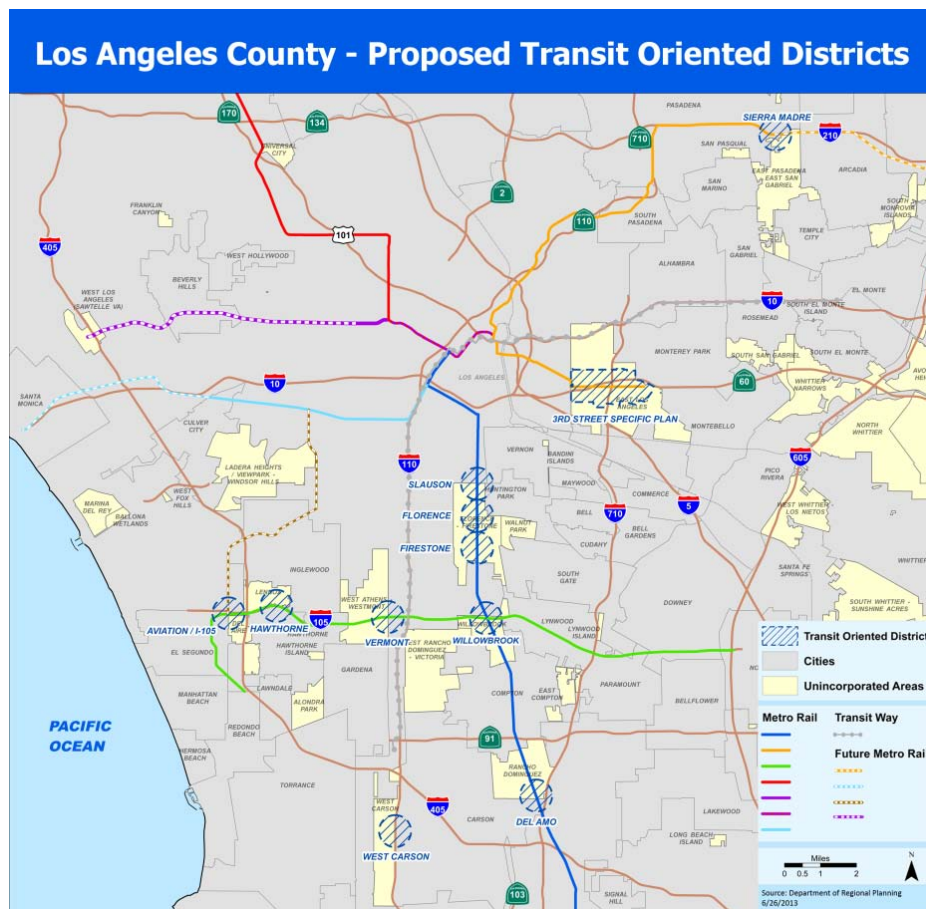 Los Angeles County - Proposed Transit Oriented Districts
170
134
UNIVERSAL
CITY
2
710
PASADENA
SIERRA MADRE
210
SAN PASQUAL
EAST PASADENA
EAST SAN
GABRIEL
ARCADIA
SAN
MARINO
SOUTH
MONROVIA
ISLANDS
FRANKLIN
CANYON
405
101
110
SOUTH
PASADENA
TEMPLE
CITY
WEST HOLLYWOOD
BEVERLY
HILLS
SAN
GABRIEL
ALHAMBRA
WEST LOS
ANGELES
(SAWTELLE VA)
10
EL MONTE
SOUTH EL MONTE
ISLAND
ROSEMEAD
MONTEREY PARK
SOUTH SAN GABRIEL
SOUTH EL MONTE
LOS ANGELES
10
60
WHITTIER
NARROWS
SANTA
MONICA
EAST LOS
ANGELES
3RD STREET SPECIFIC PLAN
CULVER
CITY
MONTEBELLO
NORTH
WHITTIER
VERNON
BANDINI
ISLANDS
605
110
LADERA HEIGHTS
/ VIEWPARK -
WINDSOR HILLS
PICO
RIVERA
SLAUSON
MAYWOOD
COMMERCE
WEST
FOX
HILLS
HUNTINGTON
PARK
MARINA
DEL REY
BALLONA
WETLANDS
FLORENCE
WALNUT
PARK
BELL
710
5
WEST WHITTIER
- LOS NIETOS
BELL
GARDENS
FIRESTONE
CUDAHY
INGLEWOOD
SOUTH
GATE
SANTA FE
SPRINGS
WHITTIER
WEST ATHENS
WESTMONT
DOWNEY
SOUTH WHITTIER -
SUNSHINE ACRES
AVIATION / I-105
HAWTHORNE
105
VERMONT
WILLOWBROOK
LYNWOOD
LYNWOOD
ISLAND
DEL
AIRE
HAWTHORNE
HAWTHORNE
ISLAND
EL SEGUNDO
GARDENA
WEST RANCHO
DOMINGUEZ
- VICTORIA
Transit Oriented District
Cities
Unincorporated Areas
MANHATTAN
BEACH
LAWNDALE
ALONDRA
PARK
COMPTON
EAST
COMPTON
PARAMOUNT
BELLFLOWER
PACIFIC
OCEAN
REDONDO
BEACH
HERMOSA
BEACH
91
Metro Rail
Transit Way
Future Metro Rail
RANCHO
DOMINGUEZ
TORRANCE
WEST
CARSON
405
CARSON
DEL AMO
LAKEWOOD
LONG BEACH
ISLAND
WEST CARSON
103
SIGNAL
HILL
Miles
0 0.5 1 2
N
Source: Department of Regional Planning
6/26/2013